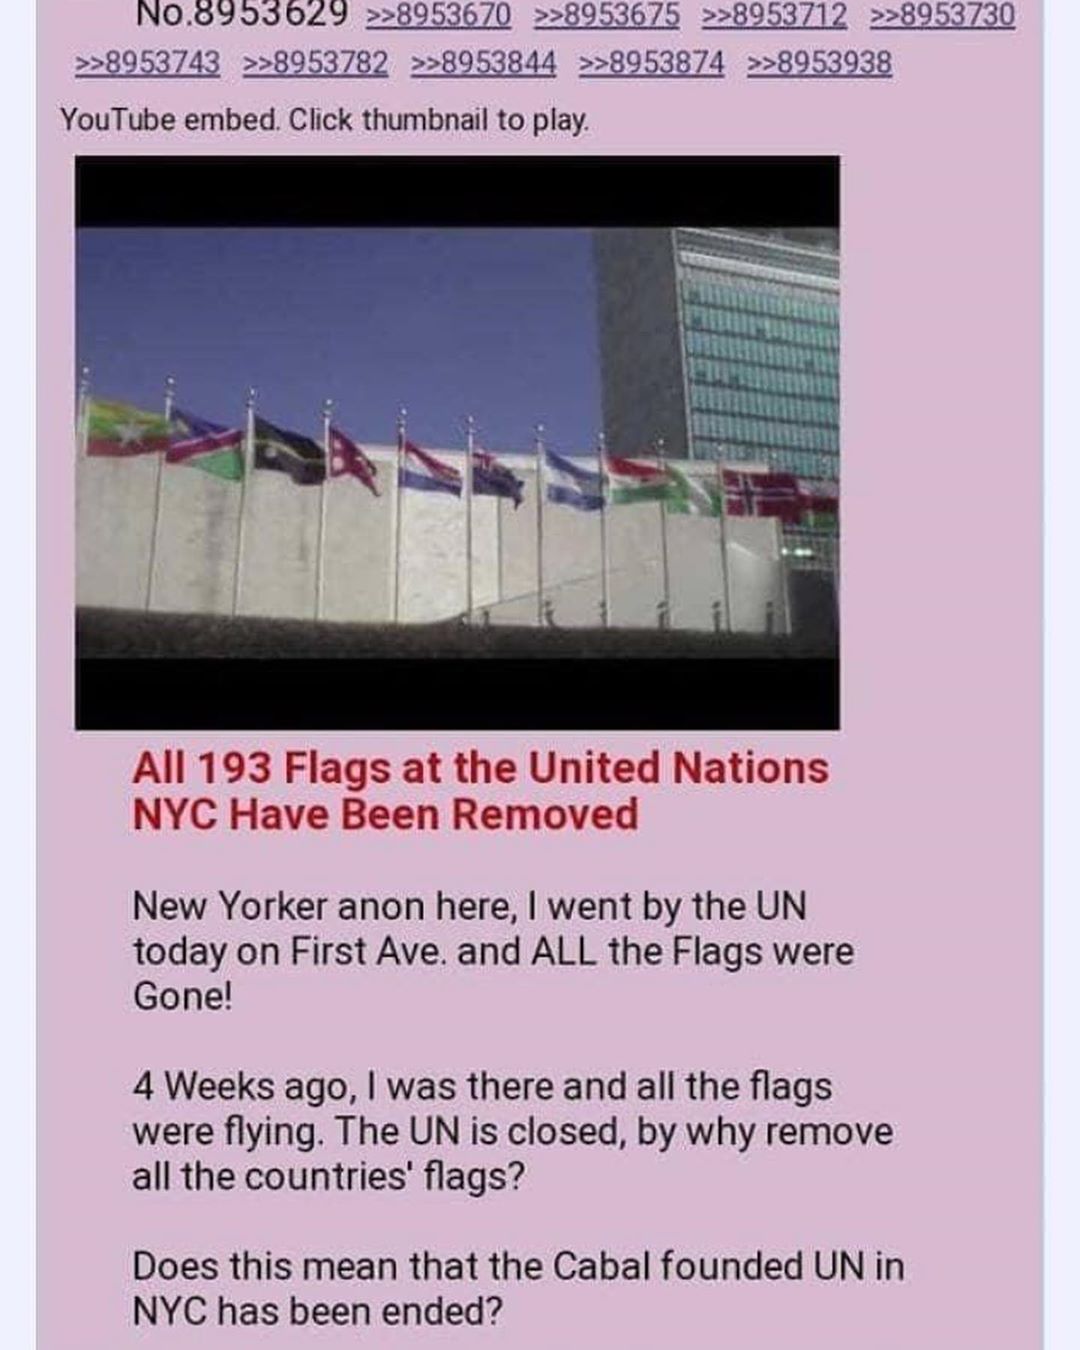 No.8953629 >>8953670 >>8953675 >>8953712 >>8953730
>>8953743 >>8953782 >>8953844 >>8953874 >>8953938
YouTube embed. Click thumbnail to play.
All 193 Flags at the United Nations
NYC Have Been Removed
New Yorker anon here, I went by the UN
today on First Ave. and ALL the Flags were
Gone!
4 Weeks ago, I was there and all the flags
were flying. The UN is closed, by why remove
all the countries' flags?
Does this mean that the Cabal founded UN in
NYC has been ended?